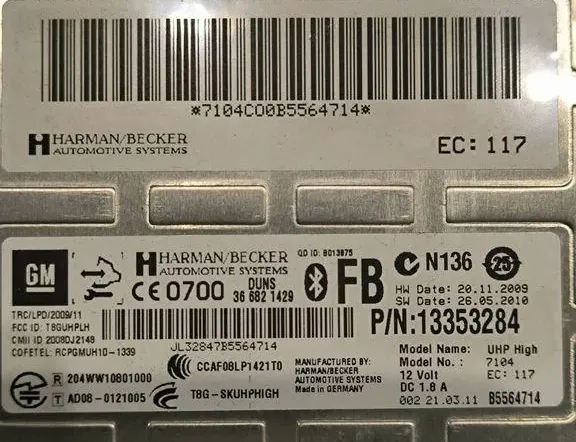 *7104CO0B5564714*
HARMAN/BECKER
AUTOMOTIVE SYSTEMS
EC: 117
GM
HARMAN/BECKER
AUTOMOTIVE SYSTEMS
CE 0700
DUNS
36 682 1429
QD ID: B013875
FB
N136
25
HW Date: 20.11.2009
SW Date: 26.05.2010
P/N:13353284
TRC/LPD/2009/11
FCC ID: T8GUHPLH
CMII ID: 2008DJ2148
COFETEL: RCPGMUH10-1339
JL32847B5564714
R 204WW10801000
T AD08-0121005
CCAF08LP1421T0
T8G-SKUHPHIGH
MANUFACTURED BY:
HARMAN/BECKER
AUTOMOTIVE SYSTEMS
Made in GERMANY
Model Name: UHP High
Model No.: 7104
12 Volt EC: 117
DC 1.8 A
002 21.03.11 B5564714